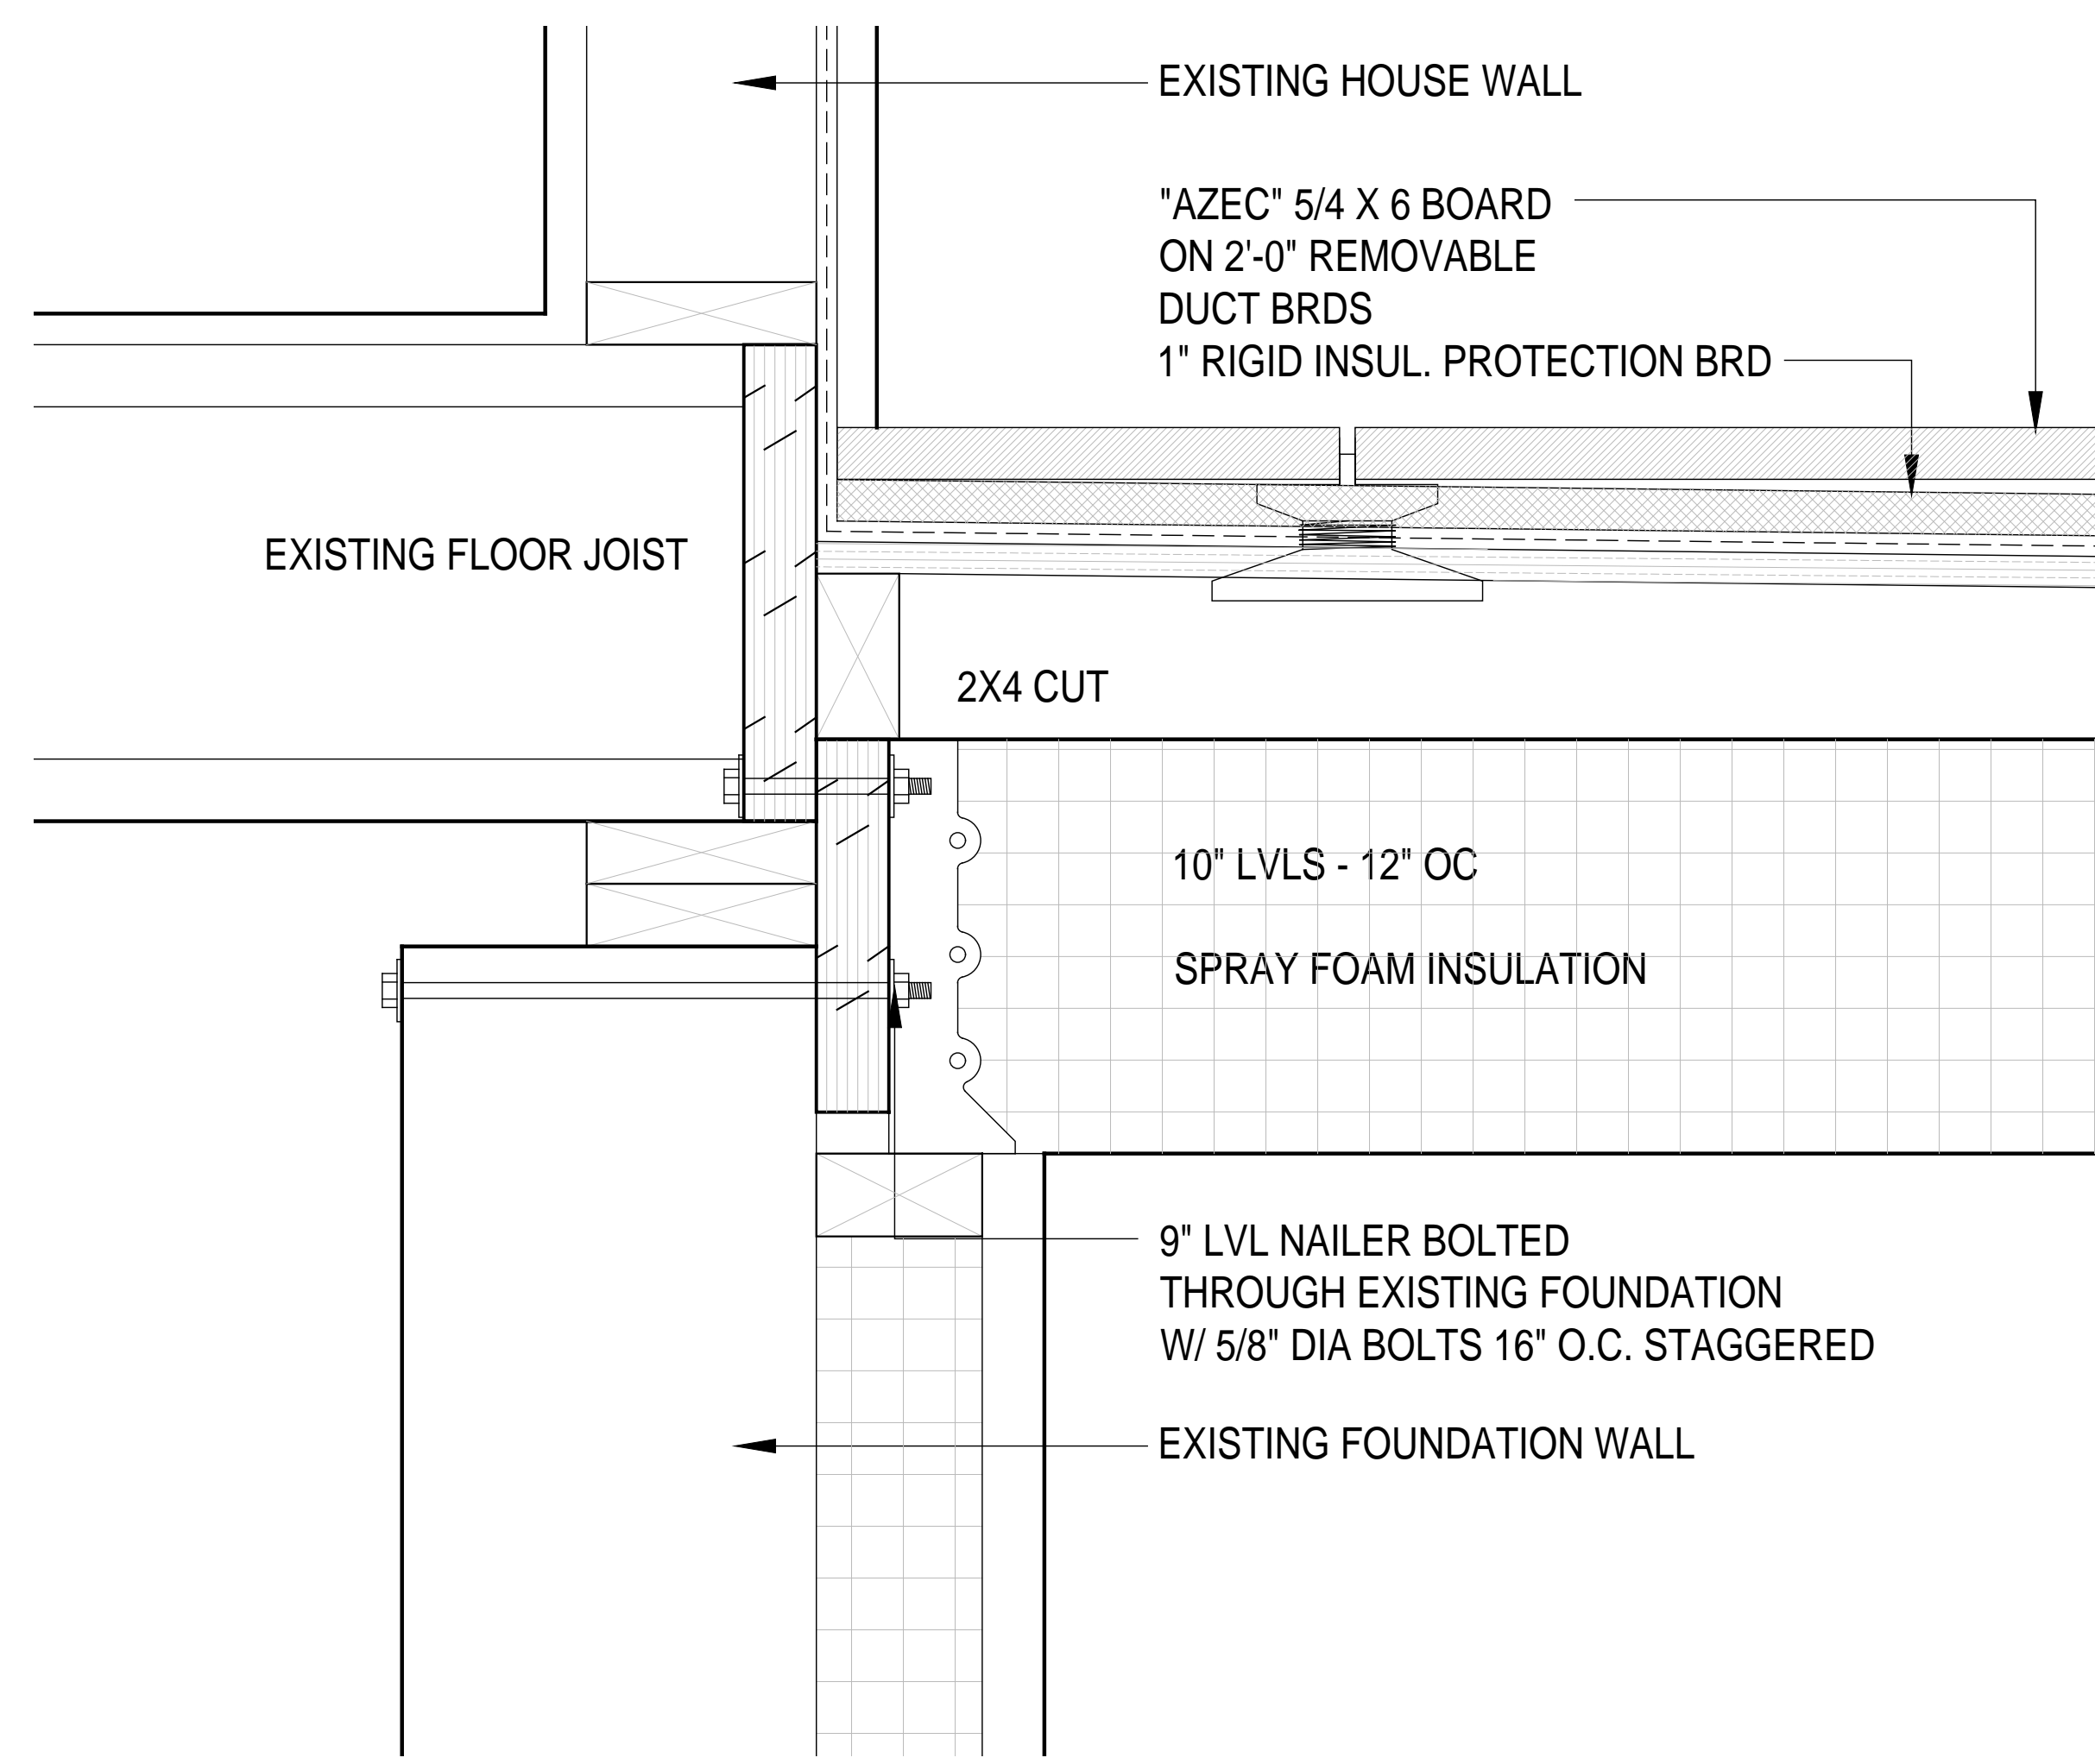 EXISTING HOUSE WALL
"AZEC" 5/4 X 6 BOARD
ON 2'-0" REMOVABLE
DUCT BRDS
1" RIGID INSUL. PROTECTION BRD
EXISTING FLOOR JOIST
2X4 CUT
10" LVLS - 12" OC
SPRAY FOAM INSULATION
9" LVL NAILER BOLTED
THROUGH EXISTING FOUNDATION
W/ 5/8" DIA BOLTS 16" O.C. STAGGERED
EXISTING FOUNDATION WALL